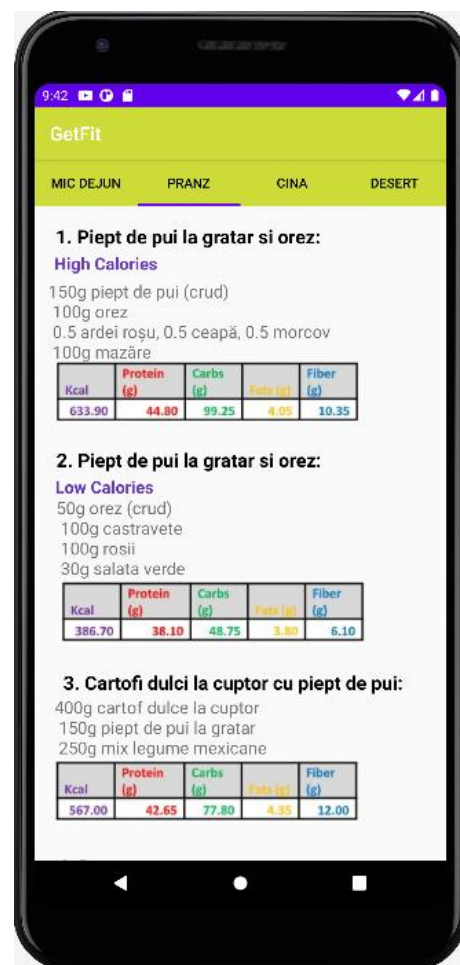 9:42
GetFit
MIC DEJUN PRANZ CINA DESERT
1. Piept de pui la gratar si orez:
High Calories
150g piept de pui (crud)
100g orez
0.5 ardei roșu, 0.5 ceapă, 0.5 morcov
100g mazăre
Kcal Protein (g) Carbs (g) Fats (g) Fiber (g)
633.90 44.80 99.25 4.05 10.35
2. Piept de pui la gratar si orez:
Low Calories
50g orez (crud)
100g castravete
100g rosii
30g salata verde
Kcal Protein (g) Carbs (g) Fats (g) Fiber (g)
386.70 38.10 48.75 3.80 6.10
3. Cartofi dulci la cuptor cu piept de pui:
400g cartof dulce la cuptor
150g piept de pui la gratar
250g mix legume mexicane
Kcal Protein (g) Carbs (g) Fats (g) Fiber (g)
567.00 42.65 77.80 4.35 12.00